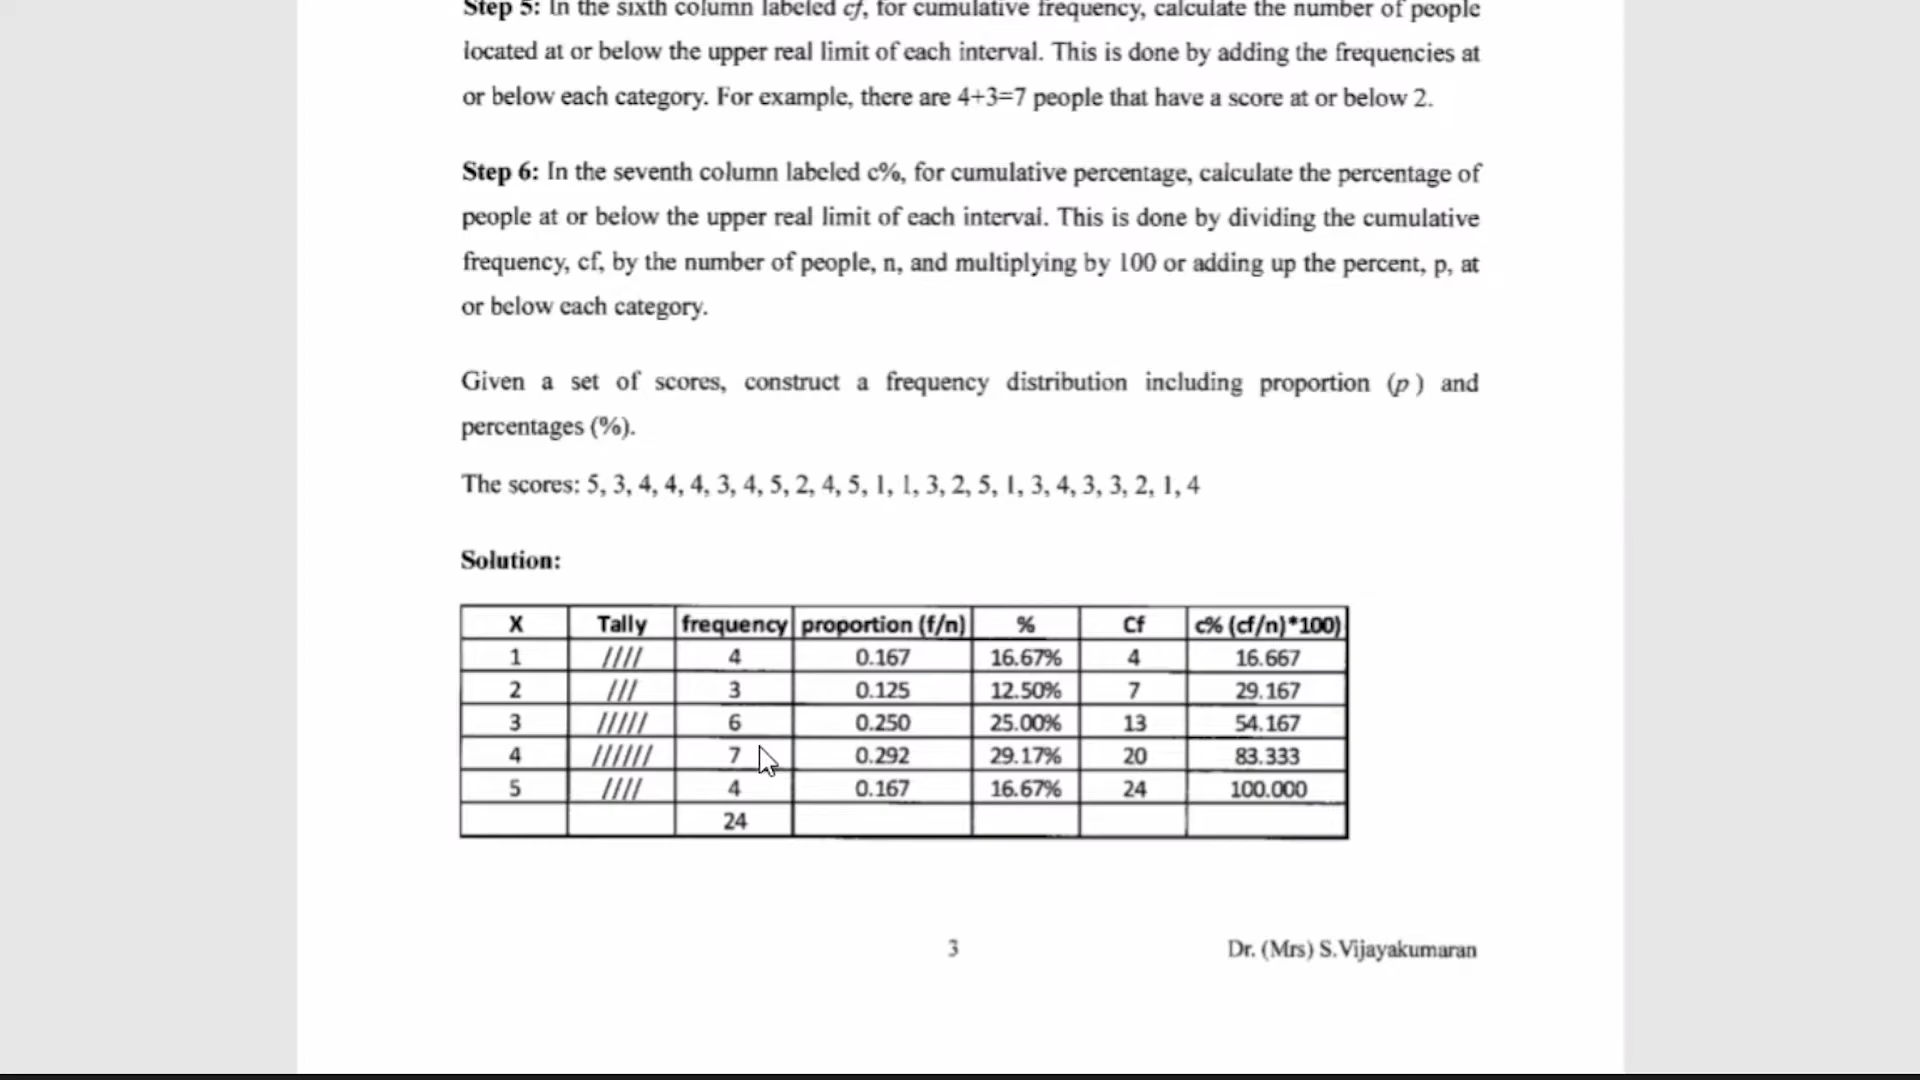 Step 5: In the sixth column labeled cf, for cumulative frequency, calculate the number of people
located at or below the upper real limit of each interval. This is done by adding the frequencies at
or below each category. For example, there are 4+3=7 people that have a score at or below 2.
Step 6: In the seventh column labeled c%, for cumulative percentage, calculate the percentage of
people at or below the upper real limit of each interval. This is done by dividing the cumulative
frequency, cf, by the number of people, n, and multiplying by 100 or adding up the percent, p, at
or below each category.
Given a set of scores, construct a frequency distribution including proportion (p ) and
percentages (%).
The scores: 5, 3, 4, 4, 4, 3, 4, 5, 2, 4, 5, 1, 1, 3, 2, 5, 1, 3, 4, 3, 3, 2, 1, 4
Solution:
X Tally frequency proportion (f/n) % Cf c% (cf/n)*100)
1 //// 4 0.167 16.67% 4 16.667
2 /// 3 0.125 12.50% 7 29.167
3 ///// 6 0.250 25.00% 13 54.167
4 ////// 7 0.292 29.17% 20 83.333
5 //// 4 0.167 16.67% 24 100.000
24
3 Dr. (Mrs) S.Vijayakumaran